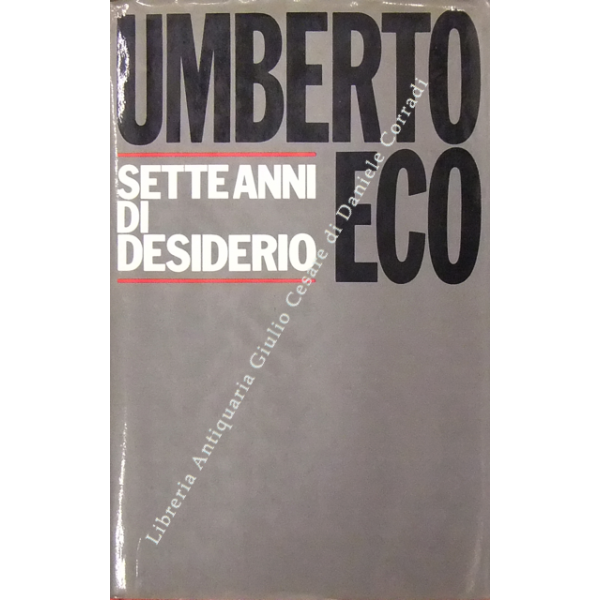 UMBERTO
ECO
SETTE ANNI
DI
DESIDERIO
Libreria Antiquaria Giulio Cesare di Daniele Corradi